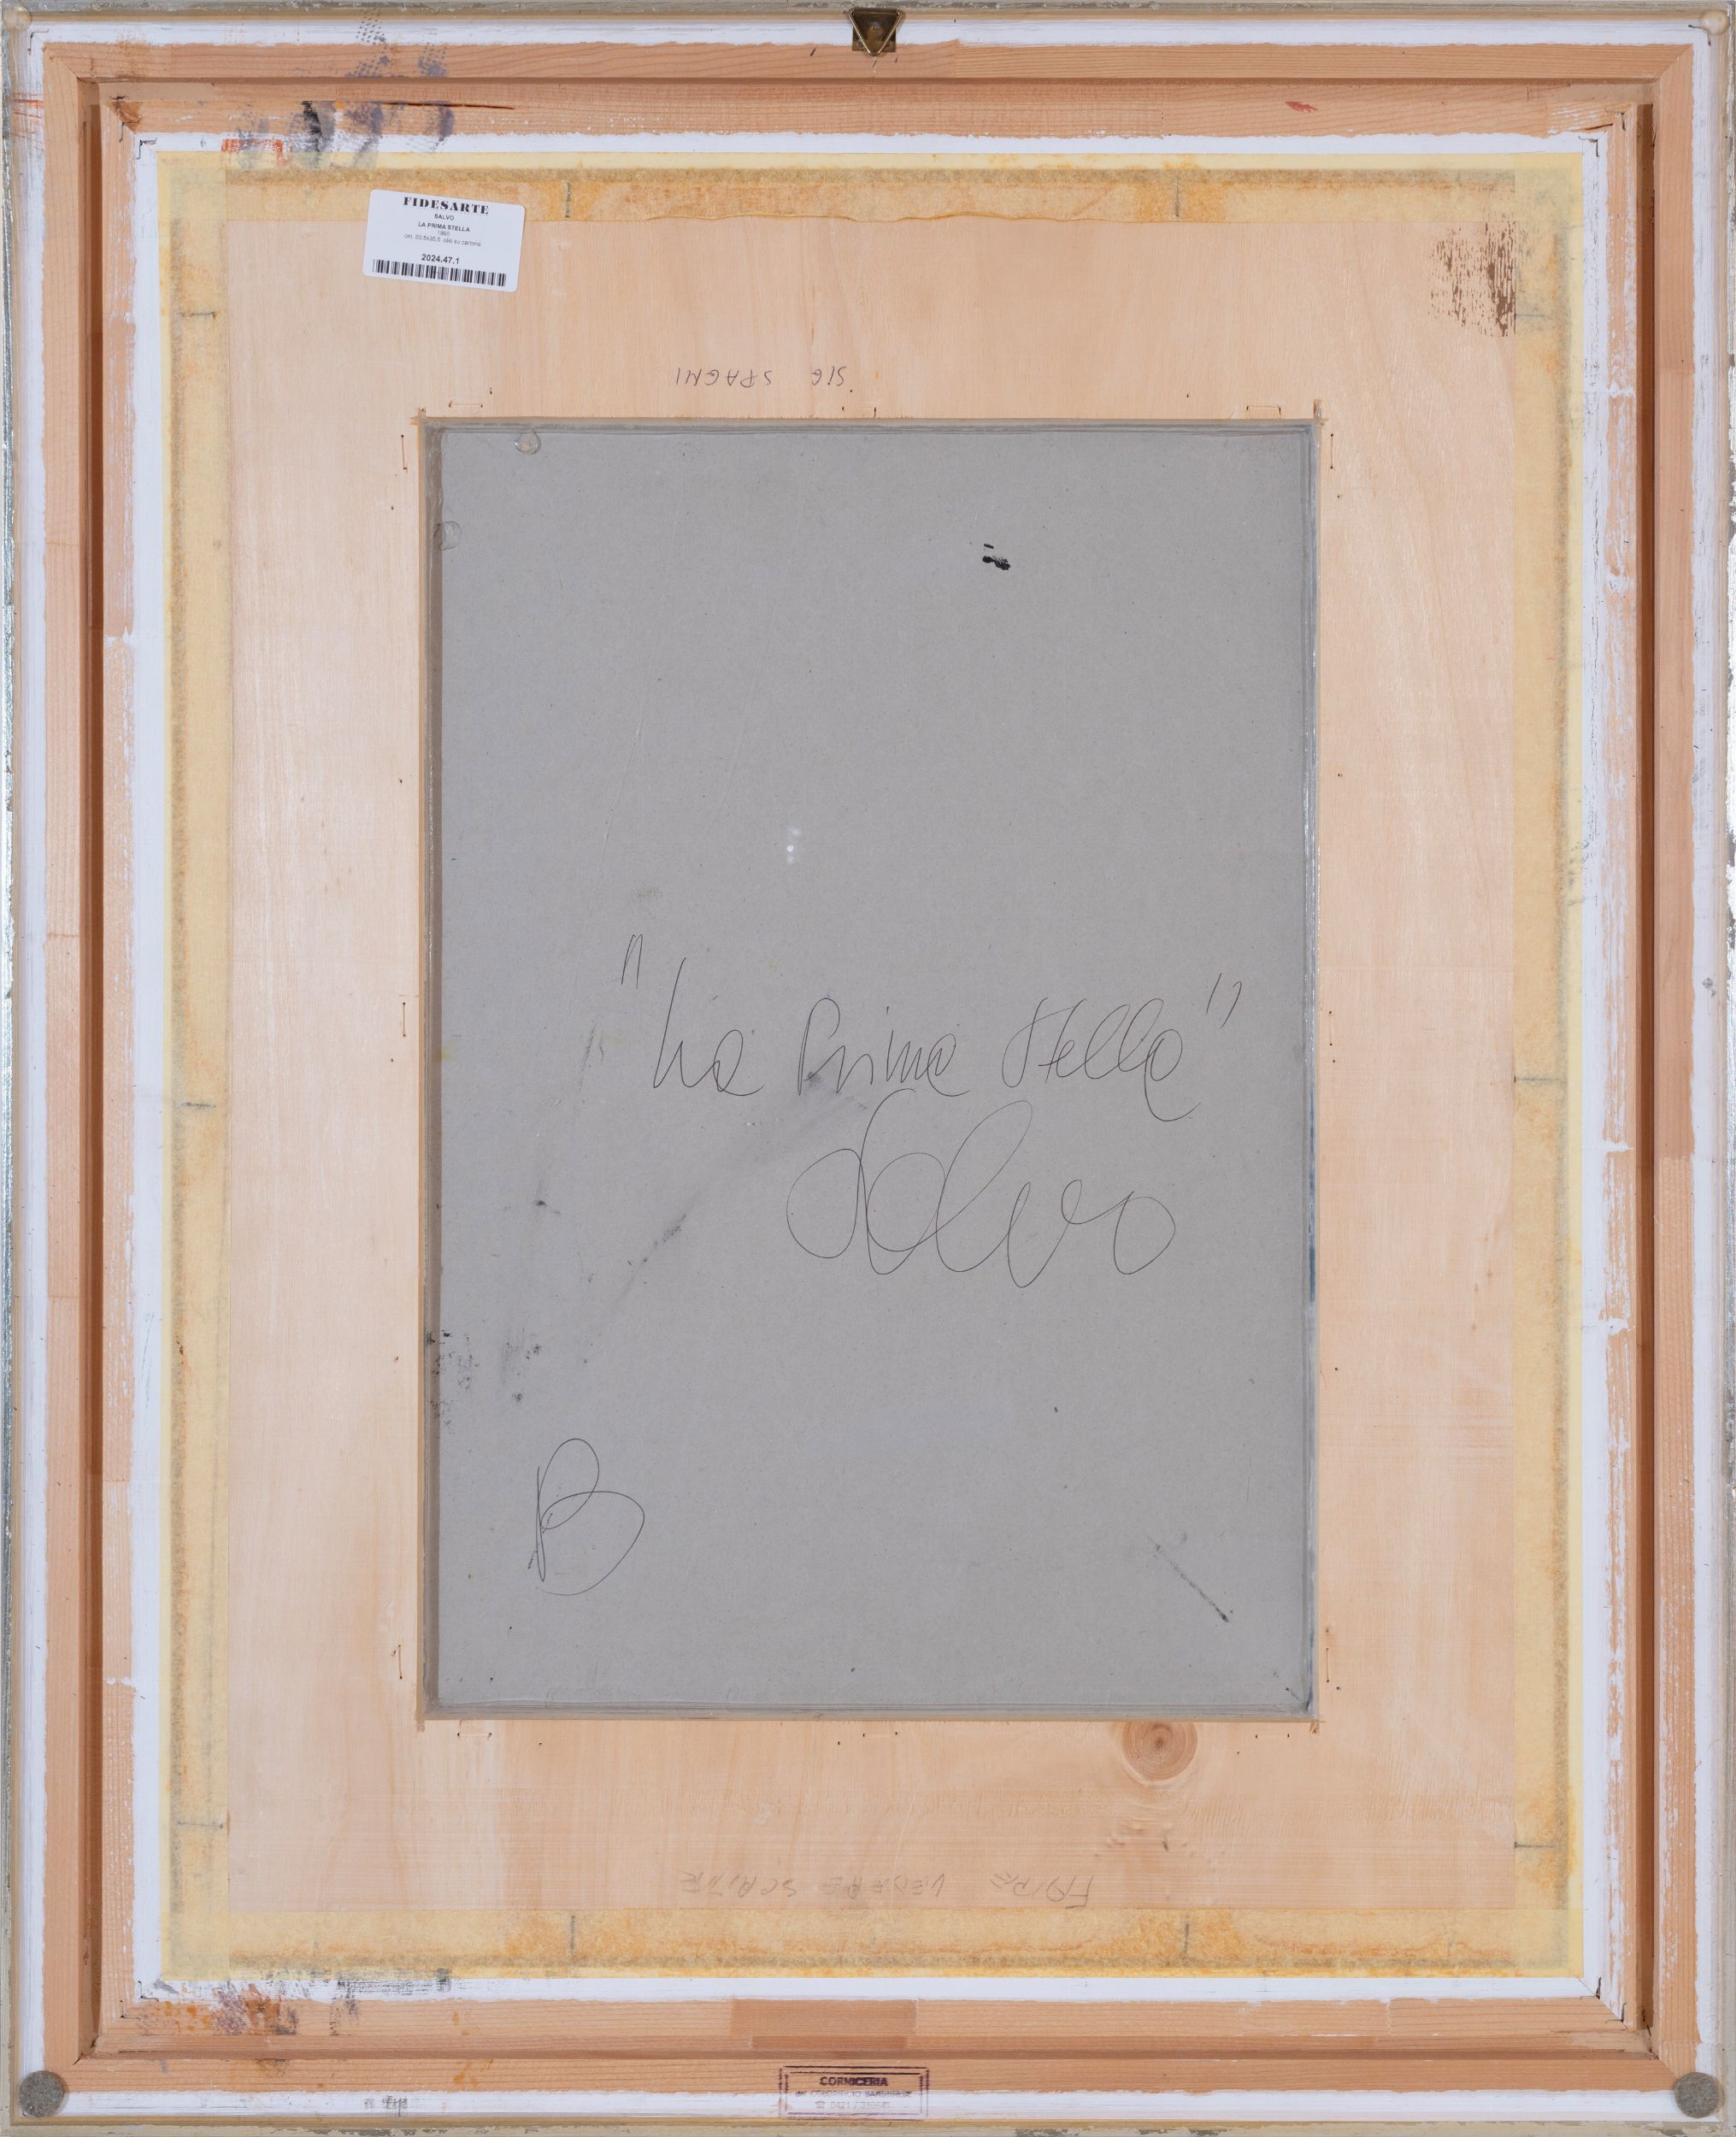 FIDESARTE
SALVO
LA PRIMA STELLA
2024.47.1
SIG SPAGNI
"La Prima Stella"
Salvo
B
CORNICERIA